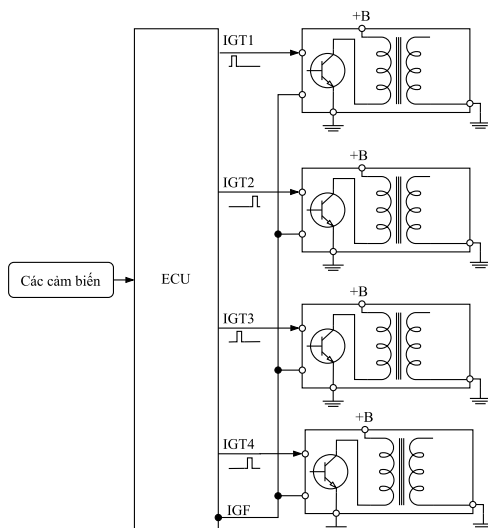 +B
IGT1
+B
IGT2
Các cảm biến
ECU
+B
IGT3
+B
IGT4
IGF